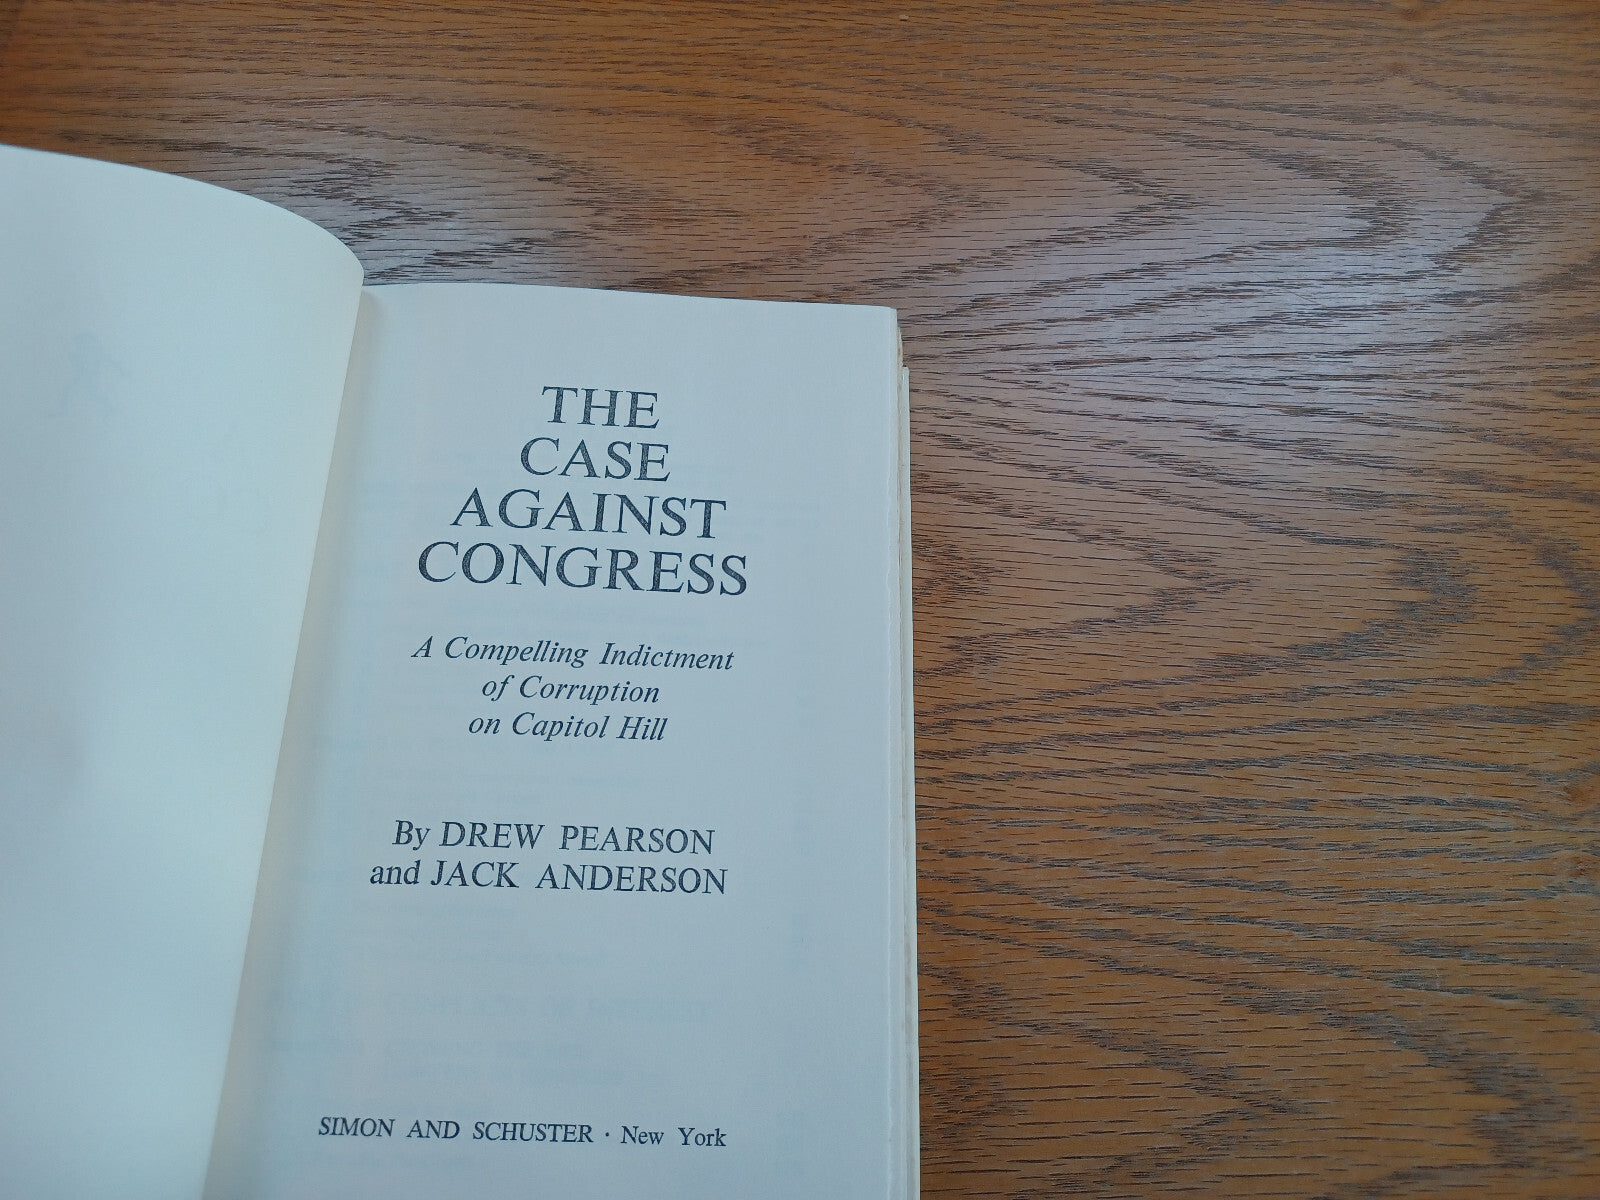 THE
CASE
AGAINST
CONGRESS
A Compelling Indictment
of Corruption
on Capitol Hill
By DREW PEARSON
and JACK ANDERSON
SIMON AND SCHUSTER · New York